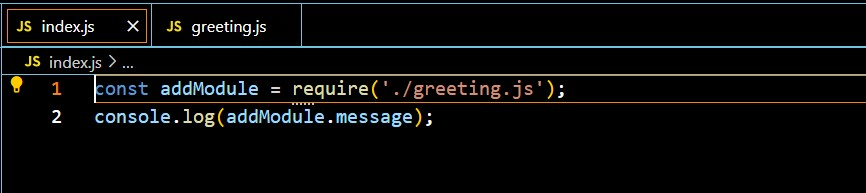 JS index.js × JS greeting.js
JS index.js > ...
1 const addModule = require('./greeting.js');
2 console.log(addModule.message);